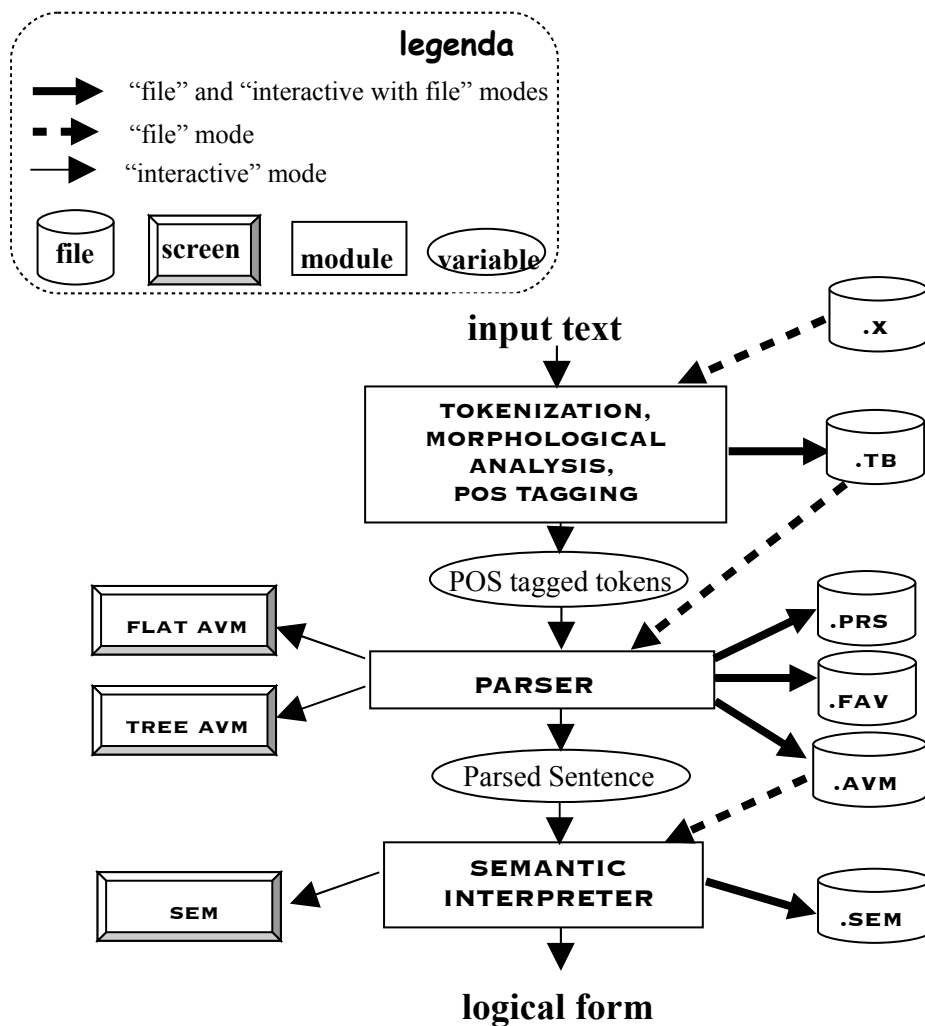 legenda
“file” and “interactive with file” modes
“file” mode
“interactive” mode
file
screen
module
variable
input text
.X
TOKENIZATION,
MORPHOLOGICAL
ANALYSIS,
POS TAGGING
.TB
POS tagged tokens
FLAT AVM
.PRS
PARSER
.FAV
TREE AVM
Parsed Sentence
.AVM
SEMANTIC
INTERPRETER
SEM
.SEM
logical form